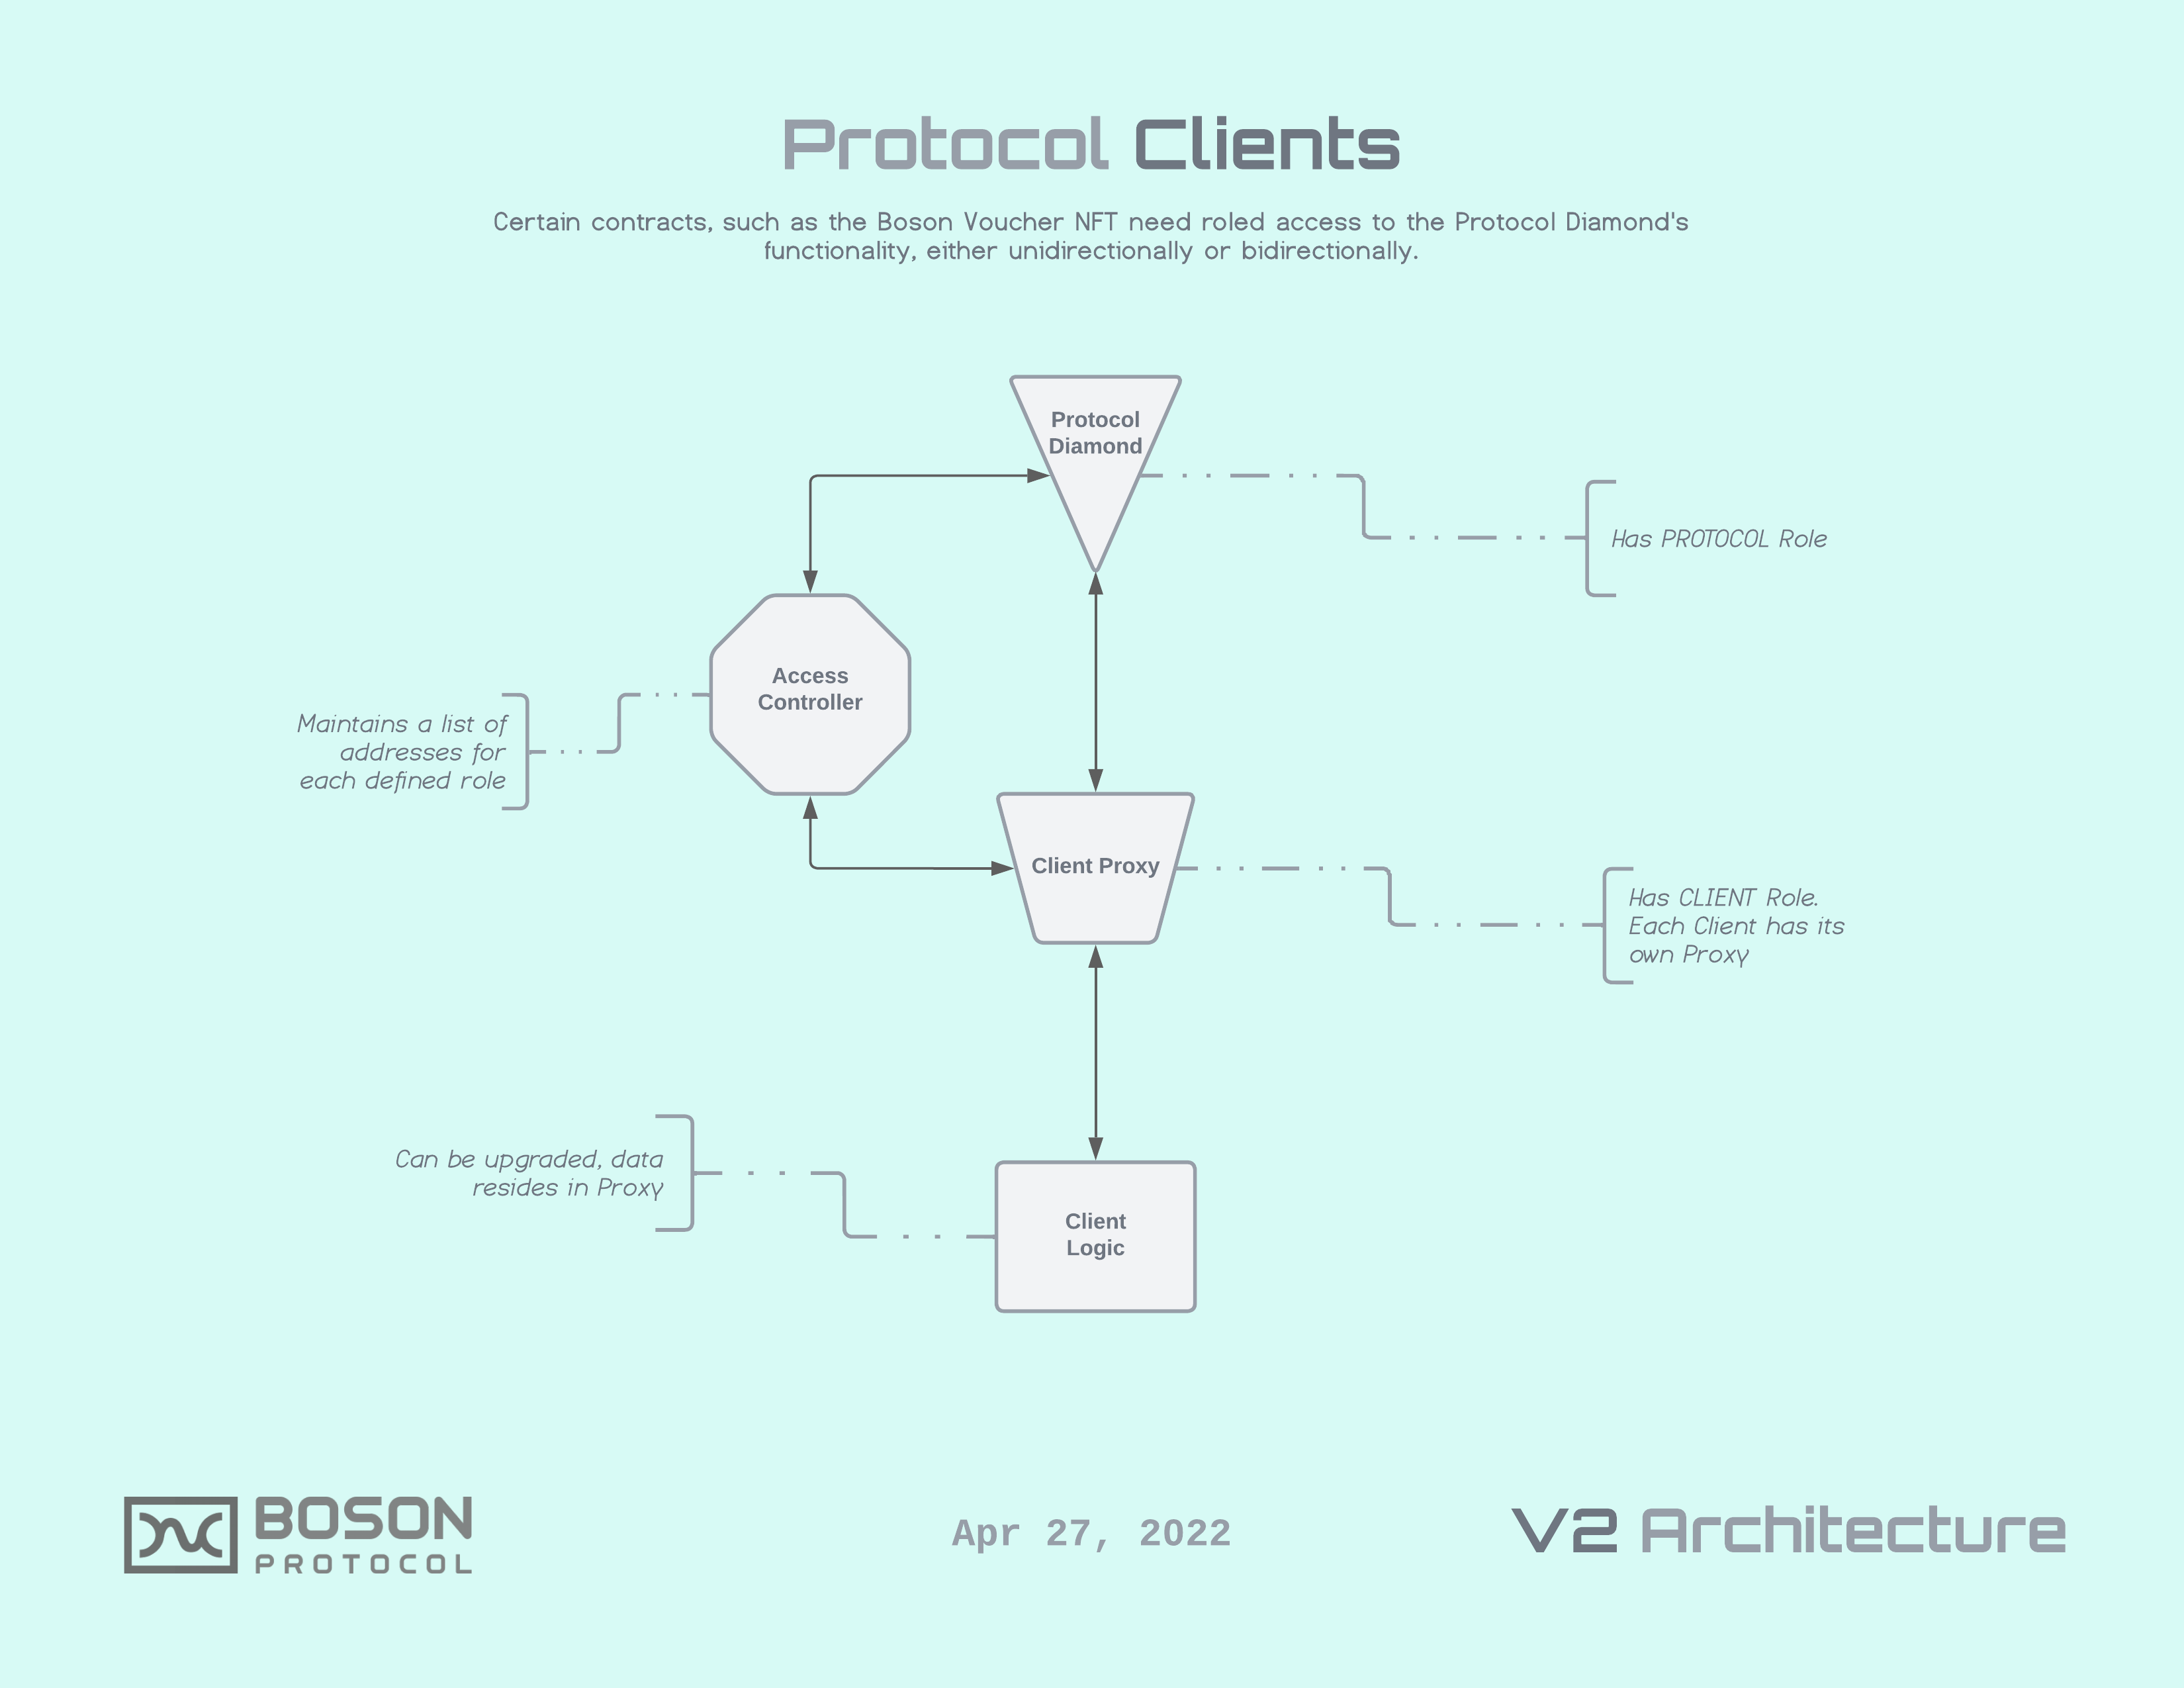 Protocol Clients
Certain contracts, such as the Boson Voucher NFT need roled access to the Protocol Diamond's
functionality, either unidirectionally or bidirectionally.
Protocol
Diamond
Has PROTOCOL Role
Access
Controller
Maintains a list of
addresses for
each defined role
Client Proxy
Has CLIENT Role.
Each Client has its
own Proxy
Can be upgraded, data
resides in Proxy
Client
Logic
BOSON
PROTOCOL
Apr 27, 2022
V2 Architecture